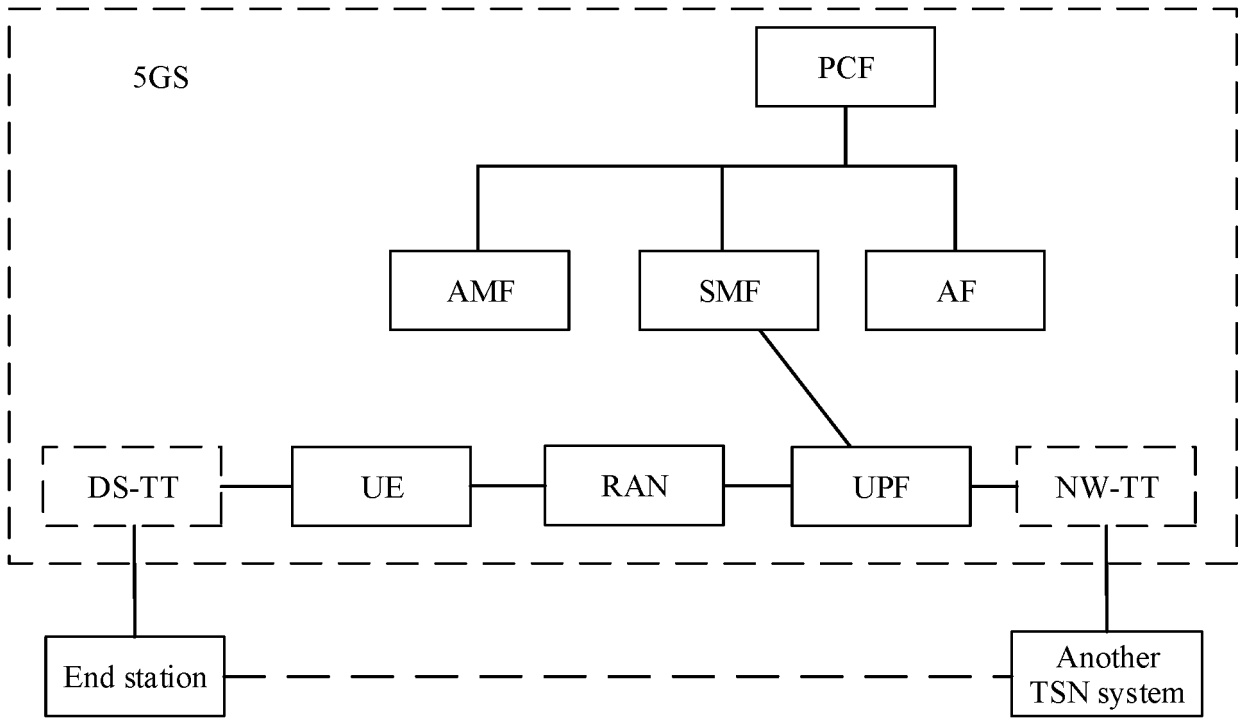 5GS
PCF
AMF
SMF
AF
DS-TT
UE
RAN
UPF
NW-TT
End station
Another
TSN system